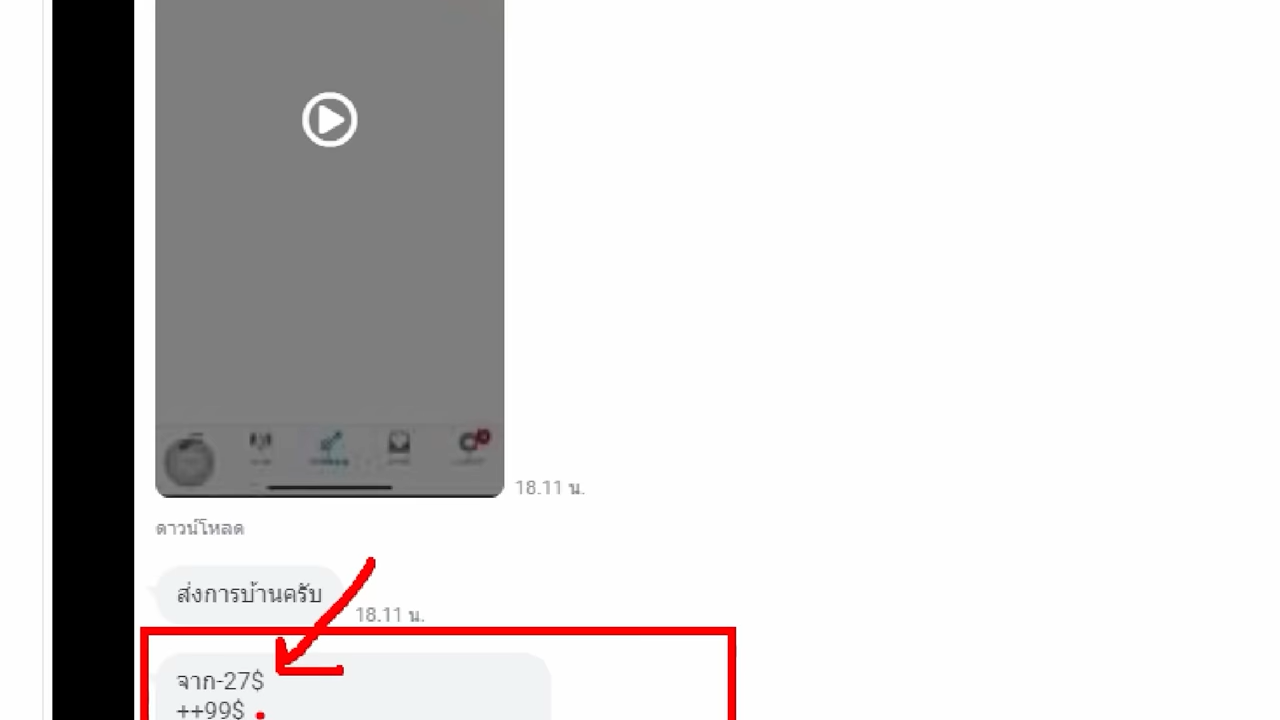 18.11 น.
ดาวน์โหลด
ส่งการบ้านครับ
18.11 น.
จาก-27$
++99$